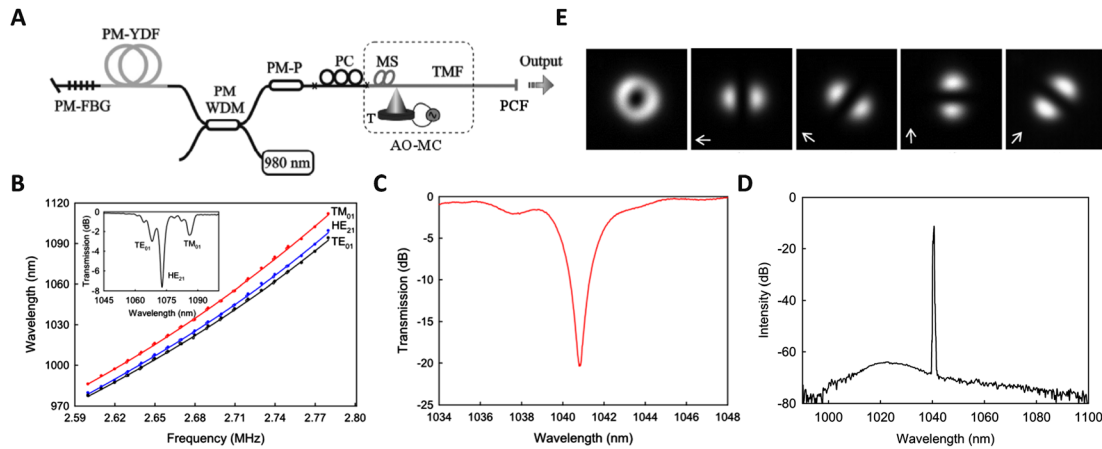 A
E
PM-YDF
PM-FBG
PM
WDM
PM-P
PC
MS
TMF
Output
PCF
T
AO-MC
980 nm
B
C
D
1120
1090
1060
1030
1000
970
2.59
2.62
2.65
2.68
2.71
2.74
2.77
2.80
Wavelength (nm)
Frequency (MHz)
TM01
HE21
TE01
0
-2
-4
-6
-8
1045
1060
1075
1090
Transmission (dB)
Wavelength (nm)
TE01
HE21
TM01
0
-5
-10
-15
-20
-25
1034
1036
1038
1040
1042
1044
1046
1048
Transmission (dB)
Wavelength (nm)
0
-20
-40
-60
-80
1000
1020
1040
1060
1080
1100
Intensity (dB)
Wavelength (nm)